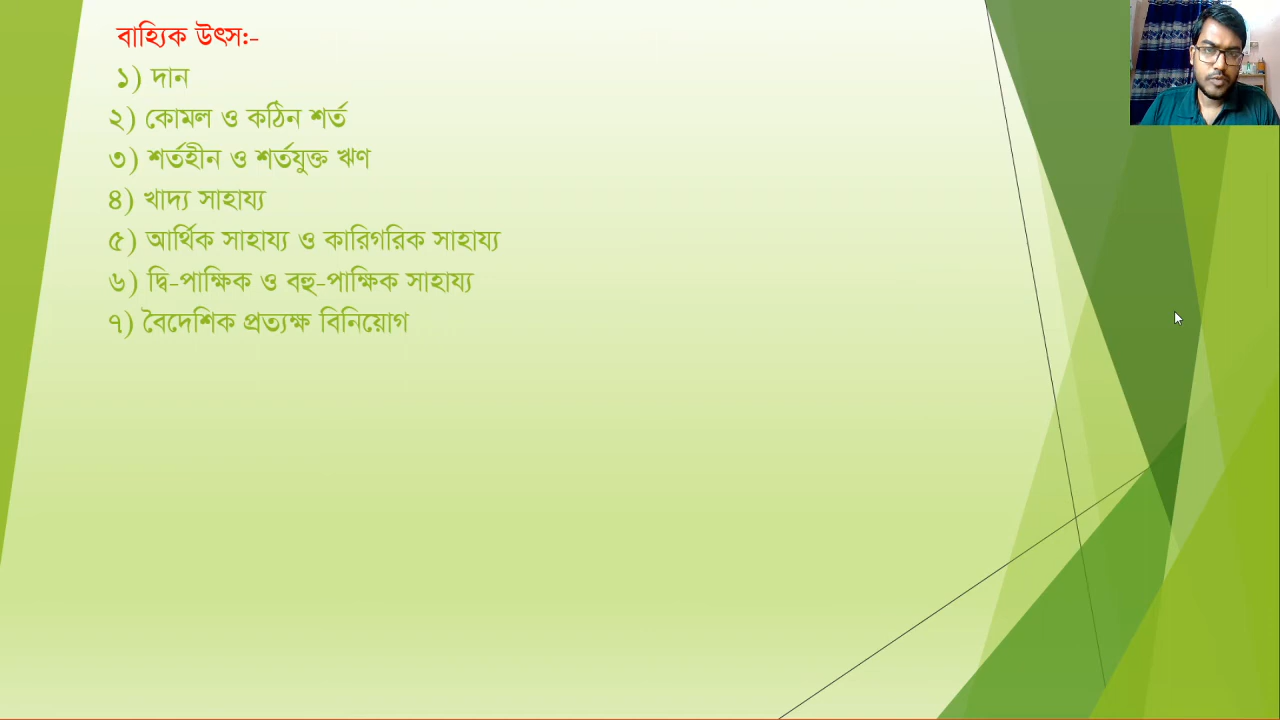 বাহ্যিক উৎস:-
১) দান
২) কোমল ও কঠিন শর্ত
৩) শর্তহীন ও শর্তযুক্ত ঋণ
৪) খাদ্য সাহায্য
৫) আর্থিক সাহায্য ও কারিগরিক সাহায্য
৬) দ্বি-পাক্ষিক ও বহু-পাক্ষিক সাহায্য
৭) বৈদেশিক প্রত্যক্ষ বিনিয়োগ